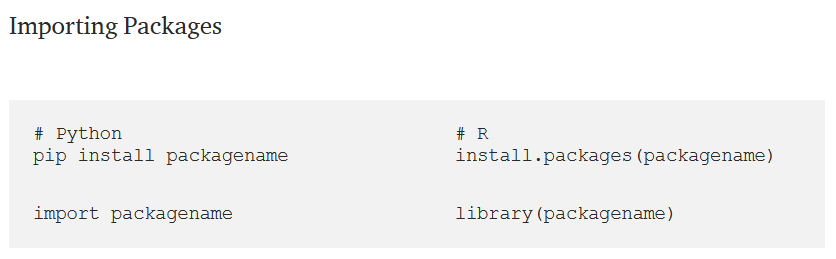 Importing Packages
# Python
pip install packagename
import packagename
# R
install.packages(packagename)
library(packagename)